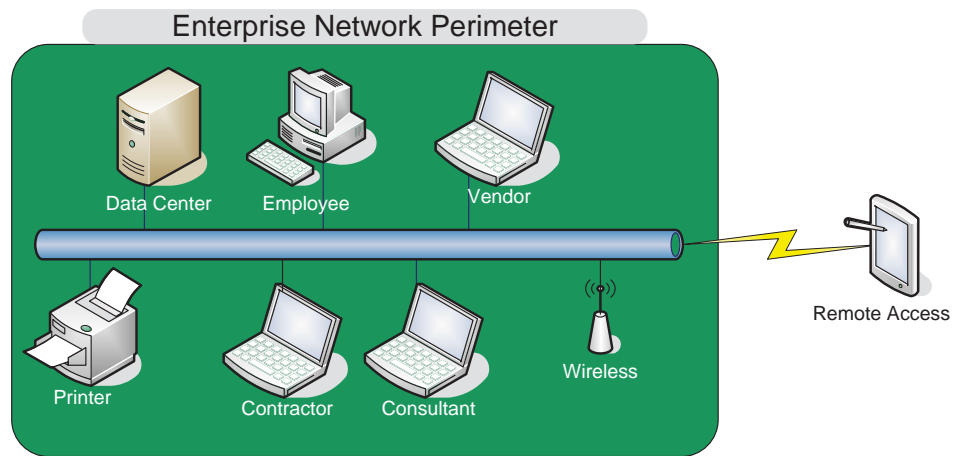 Enterprise Network Perimeter
Data Center
Employee
Vendor
Remote Access
Printer
Contractor
Consultant
Wireless